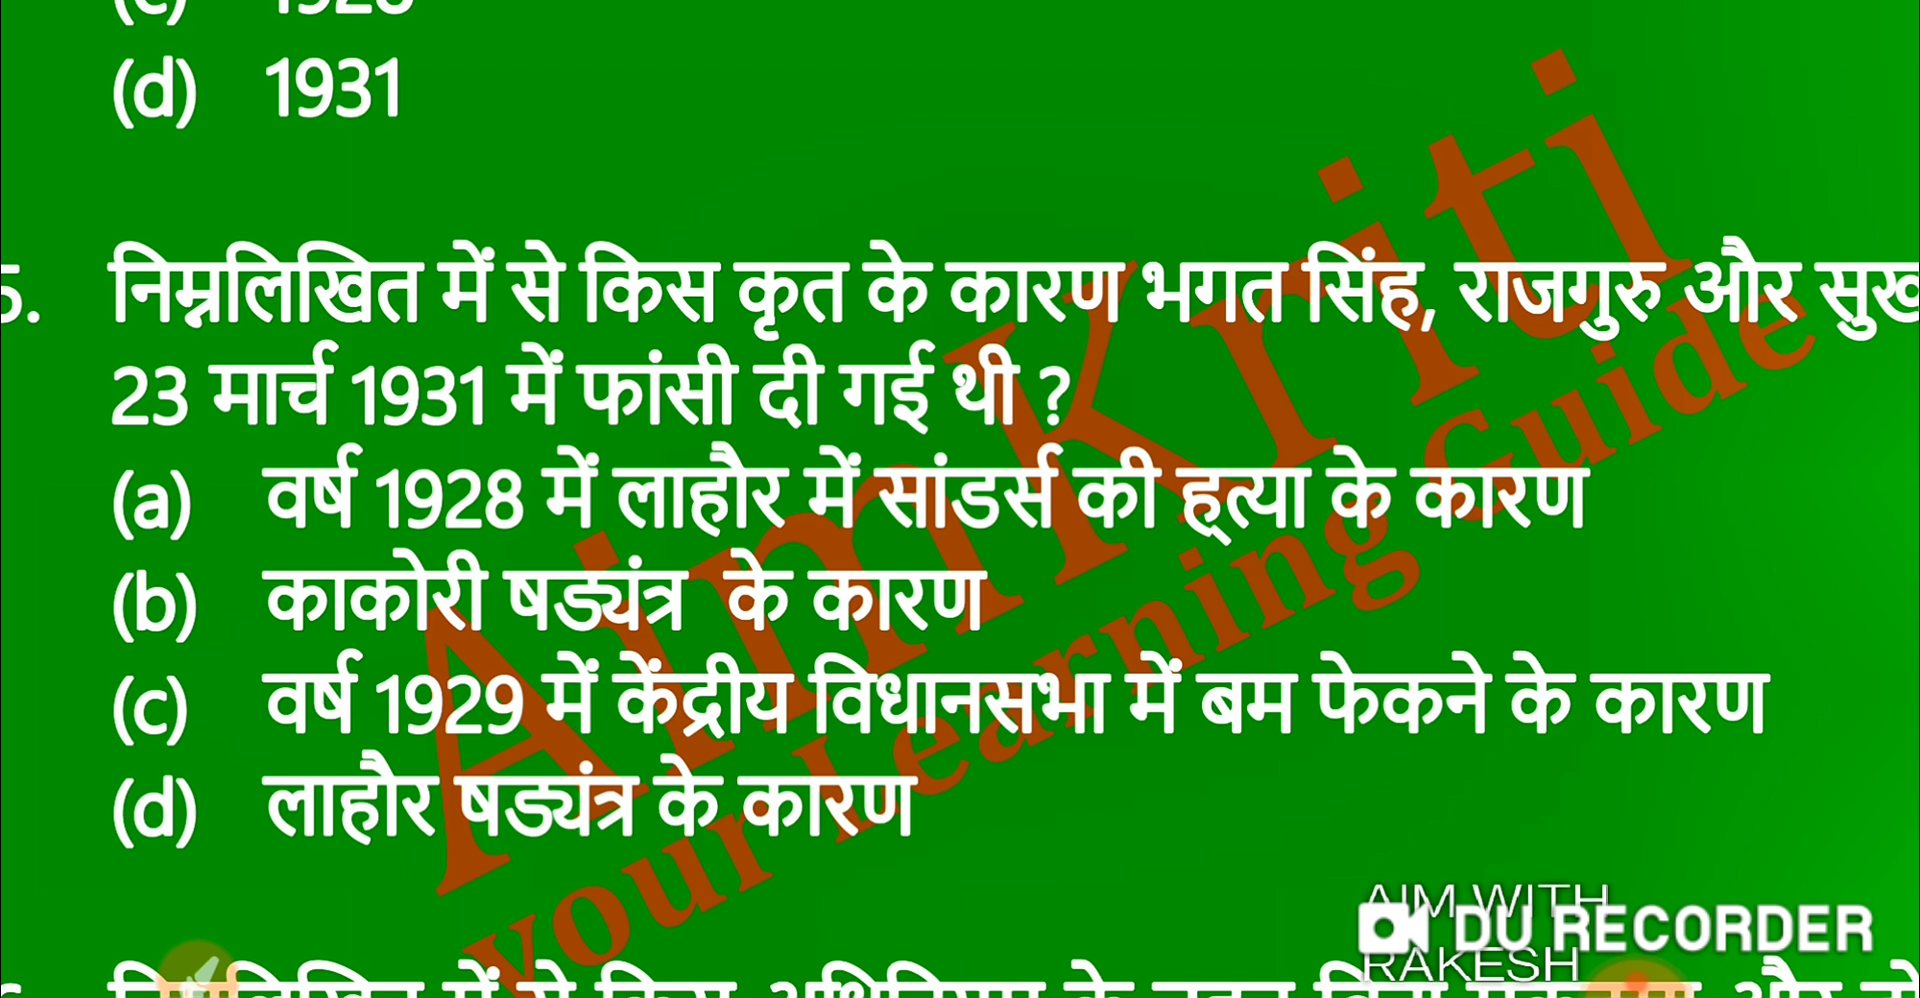 (d) 1931
निम्नलिखित में से किस कृत के कारण भगत सिंह, राजगुरु और
23 मार्च 1931 में फांसी दी गई थी ?
(a) वर्ष 1928 में लाहौर में सांडर्स की हत्या के कारण
(b) काकोरी षड्यंत्र के कारण
(c) वर्ष 1929 में केंद्रीय विधानसभा में बम फेकने के कारण
(d) लाहौर षड्यंत्र के कारण
AimKriti
your Learning Guide
AIM WITH
DU RECORDER
RAKESH